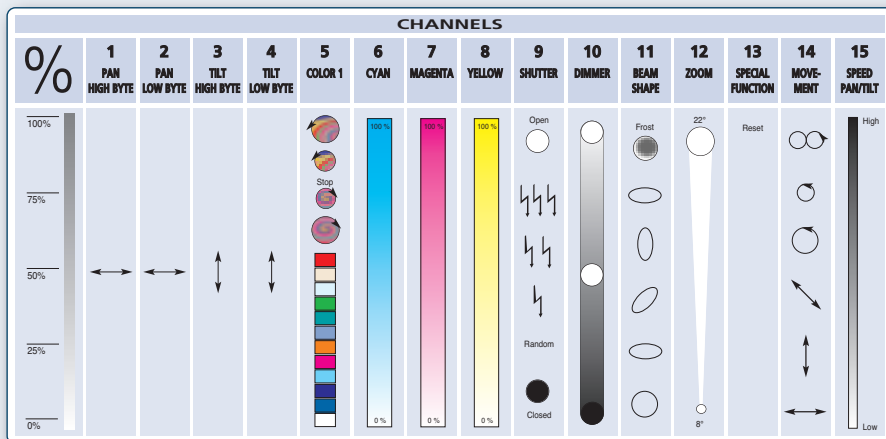 CHANNELS
%
1
PAN
HIGH BYTE
2
PAN
LOW BYTE
3
TILT
HIGH BYTE
4
TILT
LOW BYTE
5
COLOR 1
6
CYAN
7
MAGENTA
8
YELLOW
9
SHUTTER
10
DIMMER
11
BEAM
SHAPE
12
ZOOM
13
SPECIAL
FUNCTION
14
MOVE-
MENT
15
SPEED
PAN/TILT
100%
75%
50%
25%
0%
Stop
100 %
0 %
100 %
0 %
100 %
0 %
Open
Random
Closed
Frost
22°
8°
Reset
High
Low